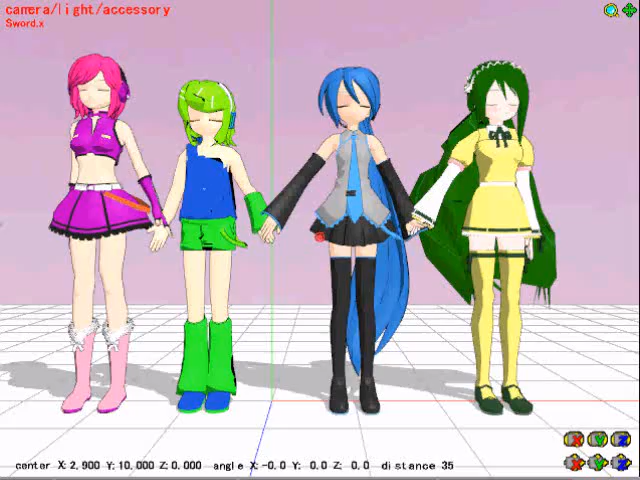 camera/light/accessory
Sword.x
center X: 2,900 Y: 10,000 Z: 0,000 angle X: -0,0 Y: 0,0 Z: 0,0 distance 35
X Y Z
X Y Z